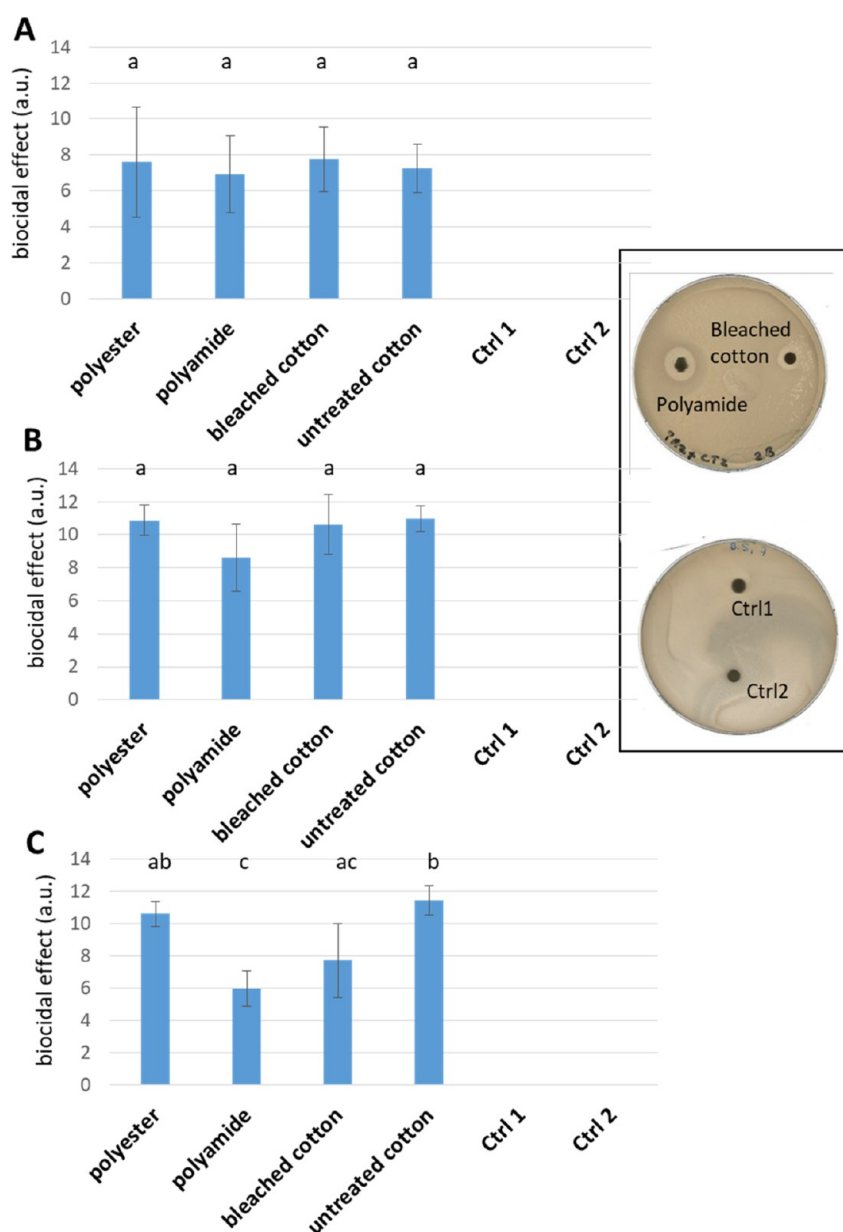 A
14
12
10
8
6
4
2
0
biocidal effect (a.u.)
a a a a
polyester polyamide bleached cotton untreated cotton Ctrl 1 Ctrl 2
B
14
12
10
8
6
4
2
0
biocidal effect (a.u.)
a a a a
polyester polyamide bleached cotton untreated cotton Ctrl 1 Ctrl 2
C
14
12
10
8
6
4
2
0
biocidal effect (a.u.)
ab c ac b
polyester polyamide bleached cotton untreated cotton Ctrl 1 Ctrl 2
Bleached
cotton
Polyamide
Ctrl1
Ctrl2